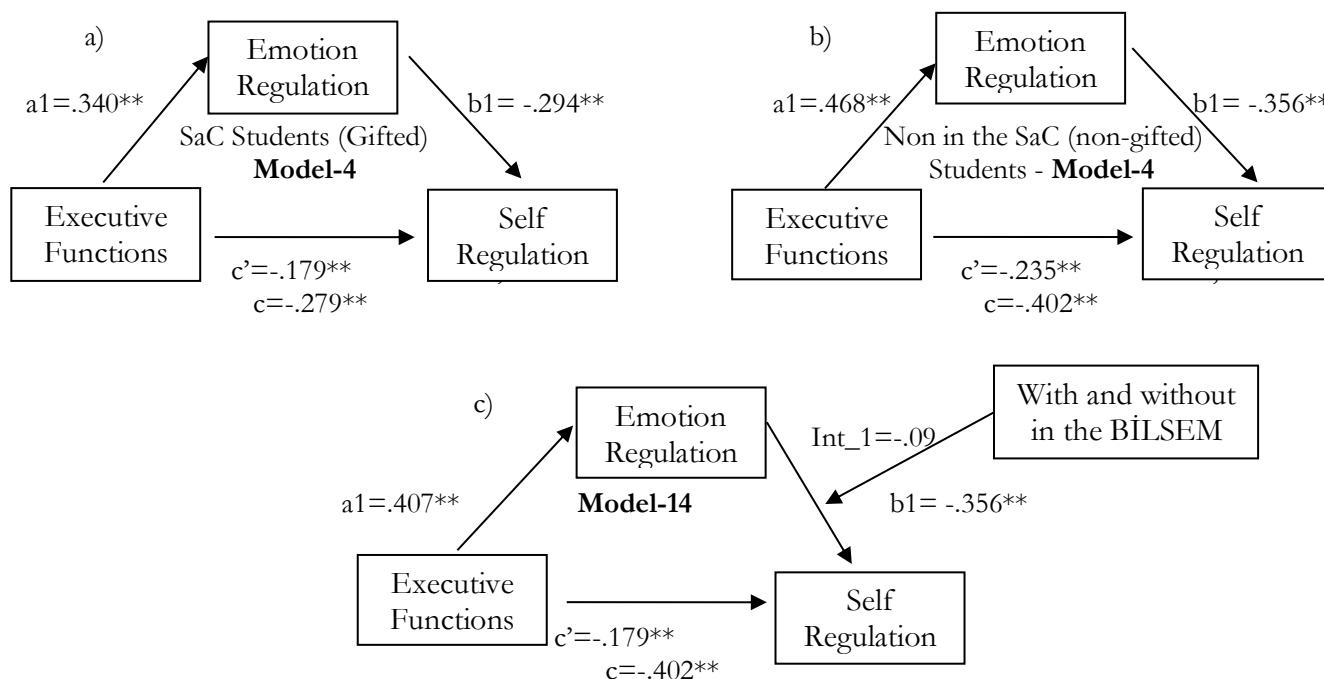 a)
Emotion
Regulation
a1=.340**
b1= -.294**
SaC Students (Gifted)
Model-4
Executive
Functions
Self
Regulation
c’=-.179**
c=-.279**
b)
Emotion
Regulation
a1=.468**
b1= -.356**
Non in the SaC (non-gifted)
Students - Model-4
Executive
Functions
Self
Regulation
c’=-.235**
c=-.402**
c)
Emotion
Regulation
With and without
in the BİLSEM
Int_1=-.09
a1=.407**
Model-14
b1= -.356**
Executive
Functions
Self
Regulation
c’=-.179**
c=-.402**